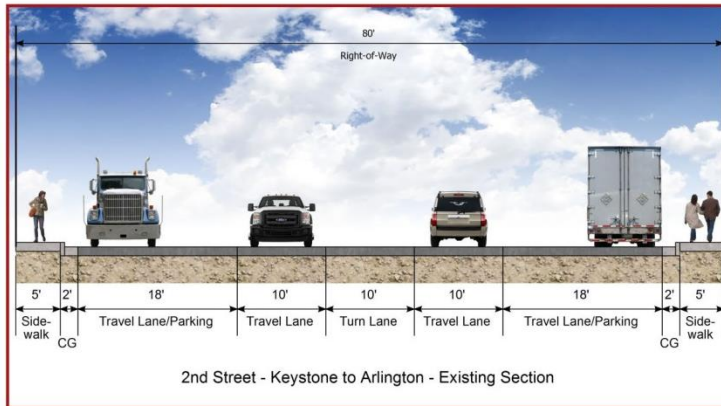 80'
Right-of-Way
5' 2' 18' 10' 10' 10' 18' 2' 5'
Side-
walk
CG
Travel Lane/Parking
Travel Lane
Turn Lane
Travel Lane
Travel Lane/Parking
CG
Side-
walk
2nd Street - Keystone to Arlington - Existing Section